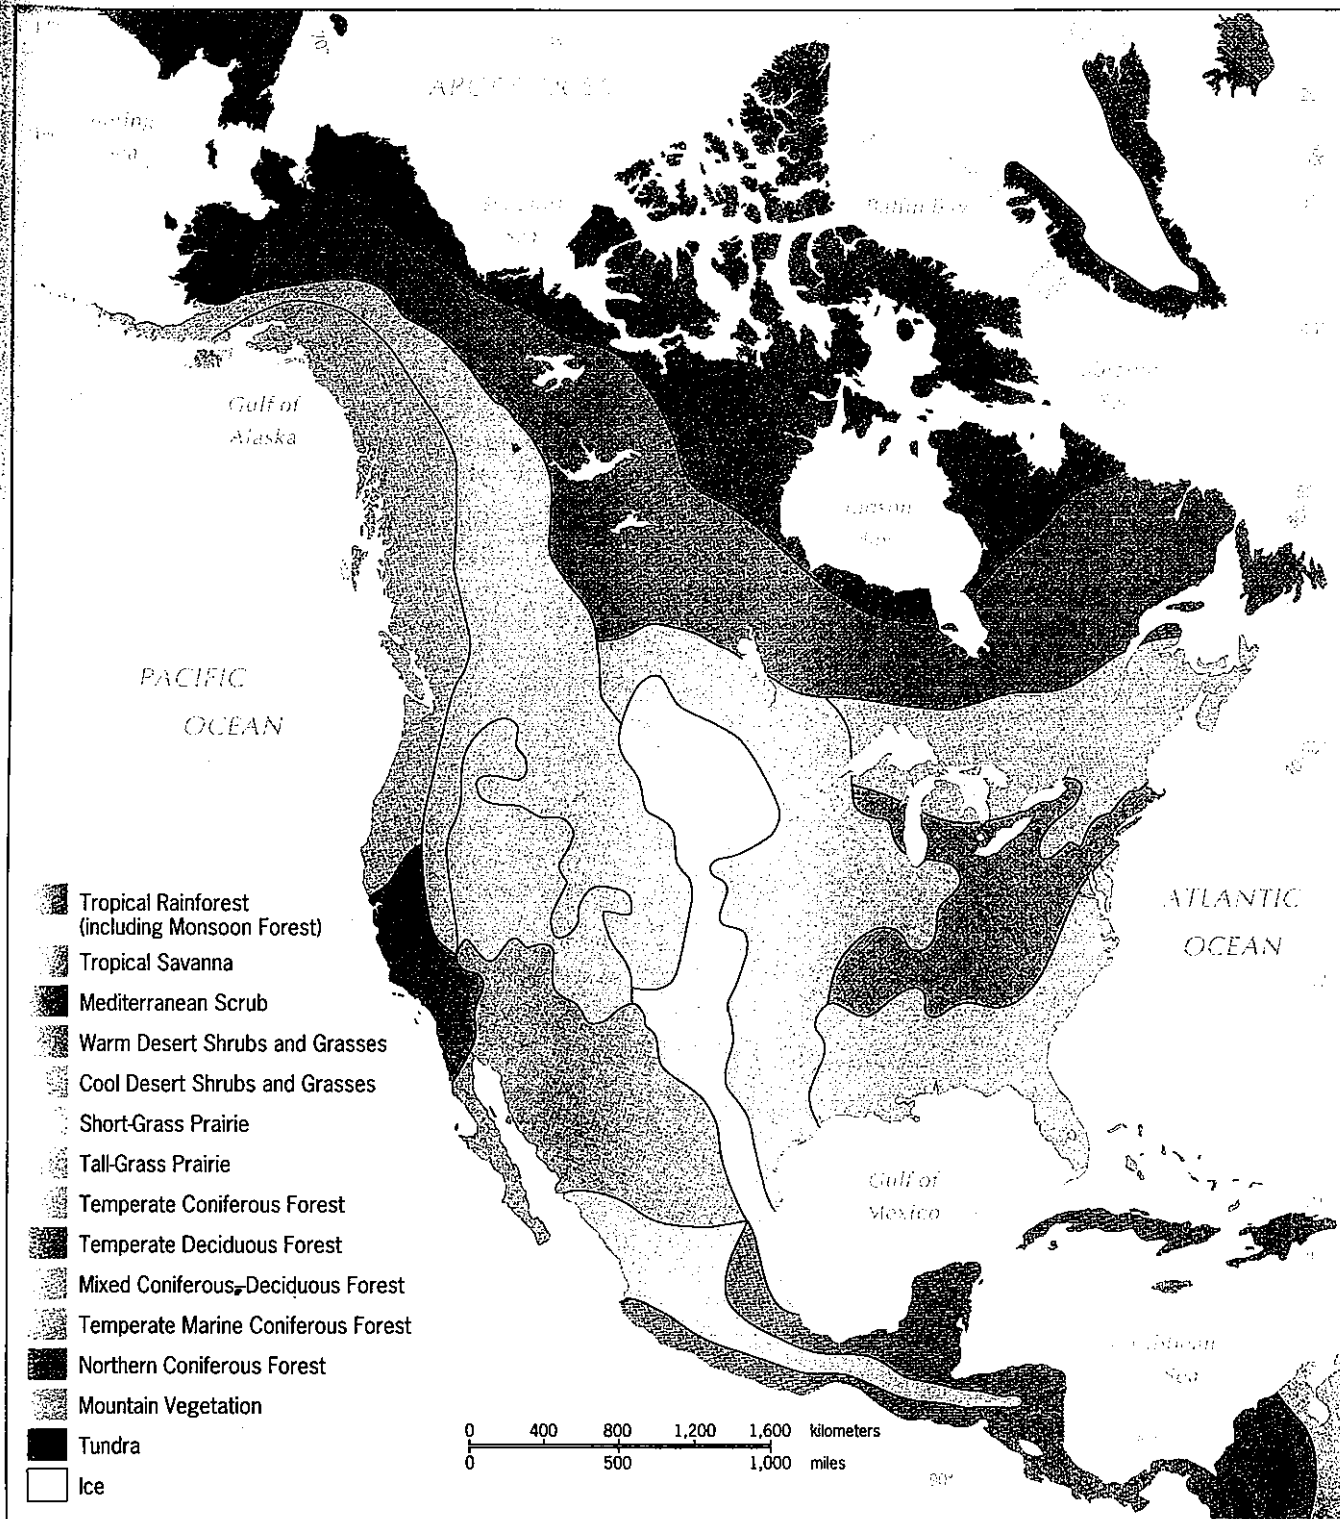 Gulf of
Alaska
PACIFIC
OCEAN
ATLANTIC
OCEAN
Gulf of
Mexico
Sea
Tropical Rainforest
(including Monsoon Forest)
Tropical Savanna
Mediterranean Scrub
Warm Desert Shrubs and Grasses
Cool Desert Shrubs and Grasses
Short-Grass Prairie
Tall-Grass Prairie
Temperate Coniferous Forest
Temperate Deciduous Forest
Mixed Coniferous-Deciduous Forest
Temperate Marine Coniferous Forest
Northern Coniferous Forest
Mountain Vegetation
Tundra
Ice
0 400 800 1,200 1,600 kilometers
0 500 1,000 miles
90°